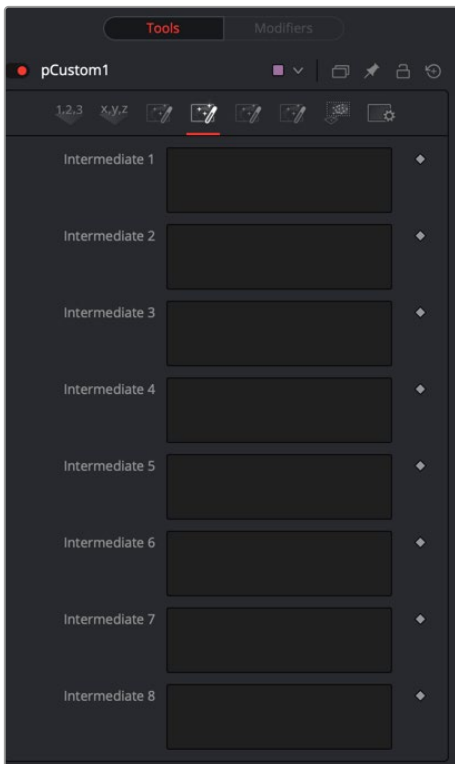 Tools Modifiers
pCustom1
1,2,3 x,y,z
Intermediate 1
Intermediate 2
Intermediate 3
Intermediate 4
Intermediate 5
Intermediate 6
Intermediate 7
Intermediate 8